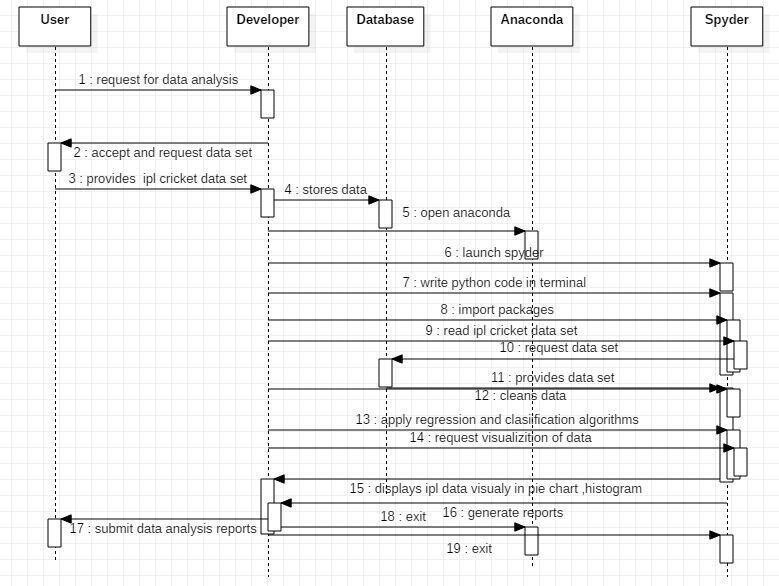 User
Developer
Database
Anaconda
Spyder
1 : request for data analysis
2 : accept and request data set
3 : provides  ipl cricket data set
4 : stores data
5 : open anaconda
6 : launch spyder
7 : write python code in terminal
8 : import packages
9 : read ipl cricket data set
10 : request data set
11 : provides data set
12 : cleans data
13 : apply regression and clasiification algorithms
14 : request visualizition of data
15 : displays ipl data visualy in pie chart ,histogram
16 : generate reports
17 : submit data analysis reports
18 : exit
19 : exit